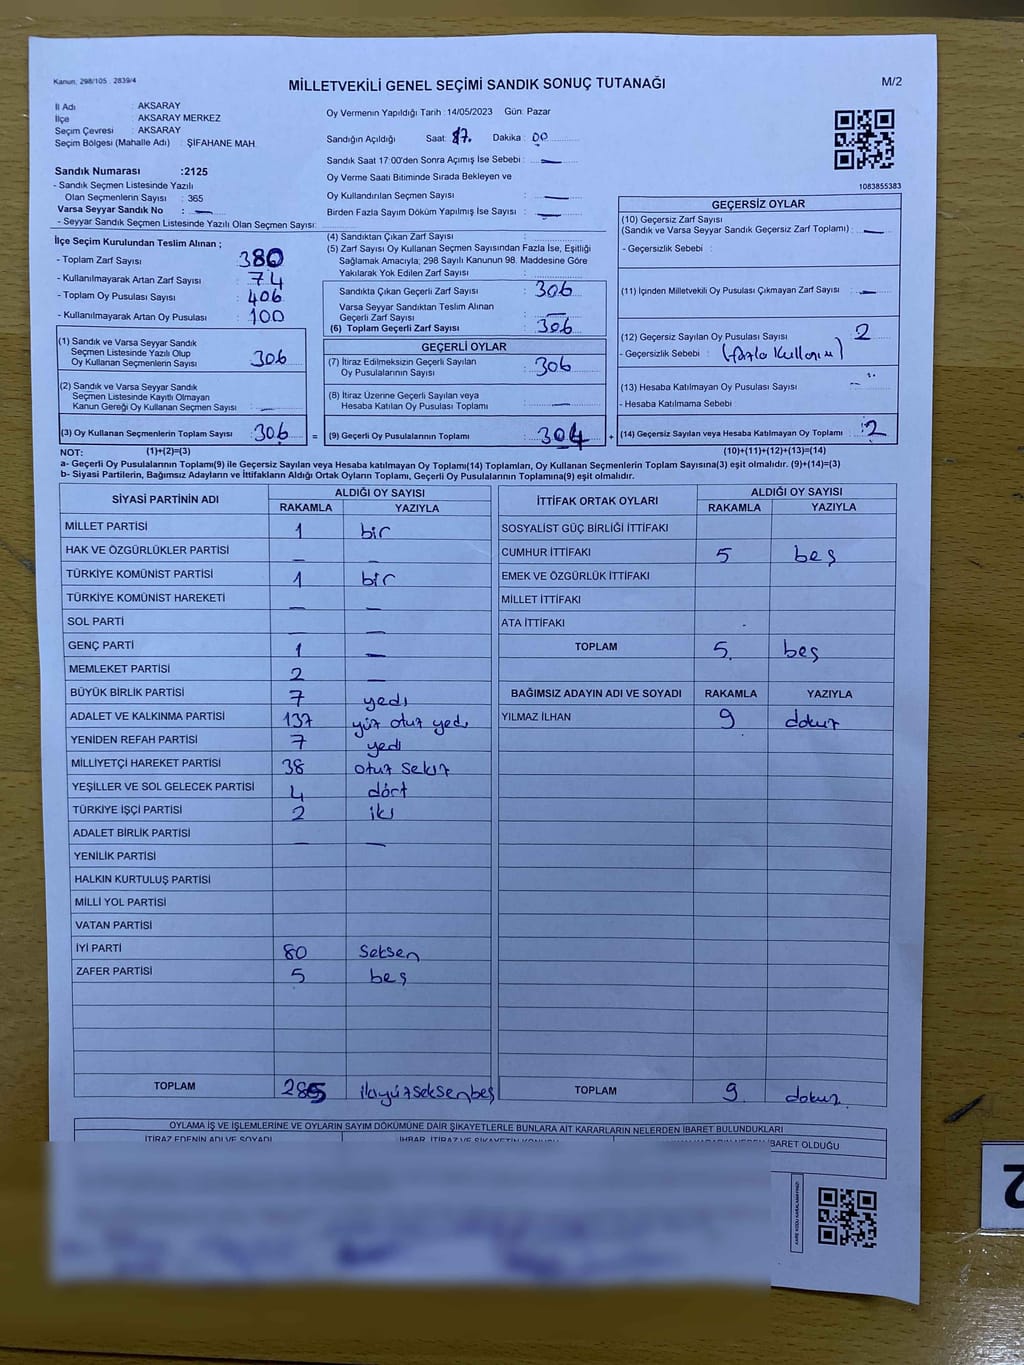 Kanun, 298/105 . 2839/4
MİLLETVEKİLİ GENEL SEÇİMİ SANDIK SONUÇ TUTANAĞI
M/2
İl Adı : AKSARAY
İlçe : AKSARAY MERKEZ
Seçim Çevresi : AKSARAY
Seçim Bölgesi (Mahalle Adı) : ŞİFAHANE MAH.
Sandık Numarası :2125
- Sandık Seçmen Listesinde Yazılı
Olan Seçmenlerin Sayısı : 365
Varsa Seyyar Sandık No : —
- Seyyar Sandık Seçmen Listesinde Yazılı Olan Seçmen Sayısı:
Oy Vermenin Yapıldığı Tarih : 14/05/2023 Gün: Pazar
Sandığın Açıldığı Saat: 17. Dakika : 00
Sandık Saat 17:00'den Sonra Açımış İse Sebebi : —
Oy Verme Saati Bitiminde Sırada Bekleyen ve
Oy Kullandırılan Seçmen Sayısı : —
Birden Fazla Sayım Döküm Yapılmış İse Sayısı : —
1083855383
İlçe Seçim Kurulundan Teslim Alınan ;
- Toplam Zarf Sayısı : 380
- Kullanılmayarak Artan Zarf Sayısı : 74
- Toplam Oy Pusulası Sayısı : 406
- Kullanılmayarak Artan Oy Pusulası : 100
(1) Sandık ve Varsa Seyyar Sandık
Seçmen Listesinde Yazılı Olup
Oy Kullanan Seçmenlerin Sayısı : 306
(2) Sandık ve Varsa Seyyar Sandık
Seçmen Listesinde Kayıtlı Olmayan
Kanun Gereği Oy Kullanan Seçmen Sayısı : —
(3) Oy Kullanan Seçmenlerin Toplam Sayısı : 306 =
(4) Sandıktan Çıkan Zarf Sayısı :
(5) Zarf Sayısı Oy Kullanan Seçmen Sayısından Fazla İse, Eşitliği
Sağlamak Amacıyla; 298 Sayılı Kanunun 98. Maddesine Göre
Yakılarak Yok Edilen Zarf Sayısı :
Sandıkta Çıkan Geçerli Zarf Sayısı : 306
Varsa Seyyar Sandıktan Teslim Alınan
Geçerli Zarf Sayısı : —
(6) Toplam Geçerli Zarf Sayısı : 306
GEÇERLİ OYLAR
(7) İtiraz Edilmeksizin Geçerli Sayılan
Oy Pusulalarının Sayısı : 306
(8) İtiraz Üzerine Geçerli Sayılan veya
Hesaba Katılan Oy Pusulası Toplamı : —
(9) Geçerli Oy Pusulalarının Toplamı : 304 +
GEÇERSİZ OYLAR
(10) Geçersiz Zarf Sayısı
(Sandık ve Varsa Seyyar Sandık Geçersiz Zarf Toplamı) : —
- Geçersizlik Sebebi :
(11) İçinden Milletvekili Oy Pusulası Çıkmayan Zarf Sayısı : —
(12) Geçersiz Sayılan Oy Pusulası Sayısı : 2
- Geçersizlik Sebebi : (fazla kullanım)
(13) Hesaba Katılmayan Oy Pusulası Sayısı : —
- Hesaba Katılmama Sebebi
(14) Geçersiz Sayılan veya Hesaba Katılmayan Oy Toplamı : 2
NOT: (1)+(2)=(3) (10)+(11)+(12)+(13)=(14)
a- Geçerli Oy Pusulaları Toplamı(9) ile Geçersiz Sayılan veya Hesaba katılmayan Oy Toplamı(14) Toplamları, Oy Kullanan Seçmenlerin Toplam Sayısına(3) eşit olmalıdır. (9)+(14)=(3)
b- Siyasi Partilerin, Bağımsız Adayların ve İttifakların Aldığı Ortak Oyların Toplamı, Geçerli Oy Pusulalarının Toplamına(9) eşit olmalıdır.
SİYASİ PARTİNİN ADI ALDIĞI OY SAYISI
RAKAMLA YAZIYLA
MİLLET PARTİSİ 1 bir
HAK VE ÖZGÜRLÜKLER PARTİSİ — —
TÜRKİYE KOMÜNİST PARTİSİ 1 bir
TÜRKİYE KOMÜNİST HAREKETİ — —
SOL PARTİ — —
GENÇ PARTİ 1 —
MEMLEKET PARTİSİ 2 —
BÜYÜK BİRLİK PARTİSİ 7 yedi
ADALET VE KALKINMA PARTİSİ 137 yüz otuz yedi
YENİDEN REFAH PARTİSİ 7 yedi
MİLLİYETÇİ HAREKET PARTİSİ 38 otuz sekiz
YEŞİLLER VE SOL GELECEK PARTİSİ 4 dört
TÜRKİYE İŞÇİ PARTİSİ 2 iki
ADALET BİRLİK PARTİSİ — —
YENİLİK PARTİSİ
HALKIN KURTULUŞ PARTİSİ
MİLLİ YOL PARTİSİ
VATAN PARTİSİ
İYİ PARTİ 80 Seksen
ZAFER PARTİSİ 5 beş
TOPLAM 285 ikiyüzseksenbeş
İTTİFAK ORTAK OYLARI ALDIĞI OY SAYISI
RAKAMLA YAZIYLA
SOSYALİST GÜÇ BİRLİĞİ İTTİFAKI
CUMHUR İTTİFAKI 5 beş
EMEK VE ÖZGÜRLÜK İTTİFAKI
MİLLET İTTİFAKI
ATA İTTİFAKI
TOPLAM 5. beş
BAĞIMSIZ ADAYIN ADI VE SOYADI RAKAMLA YAZIYLA
YILMAZ İLHAN 9 dokuz
TOPLAM 9. dokuz.
OYLAMA İŞ VE İŞLEMLERİNE VE OYLARIN SAYIM DÖKÜMÜNE DAİR ŞİKAYETLERLE BUNLARA AİT KARARLARIN NELERDEN İBARET BULUNDUKLARI
İTİRAZ EDENİN ADI VE SOYADI İHBAR, İTİRAZ VE ŞİKAYETİN KONUSU İBARET OLDUĞU